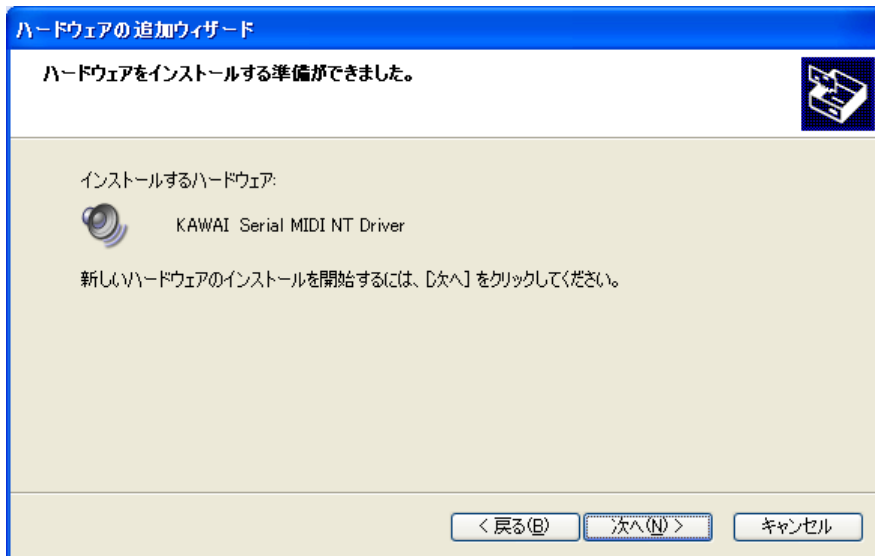 ハードウェアの追加ウィザード
ハードウェアをインストールする準備ができました。
インストールするハードウェア:
KAWAI Serial MIDI NT Driver
新しいハードウェアのインストールを開始するには、[次へ] をクリックしてください。
< 戻る(B)
次へ(N) >
キャンセル